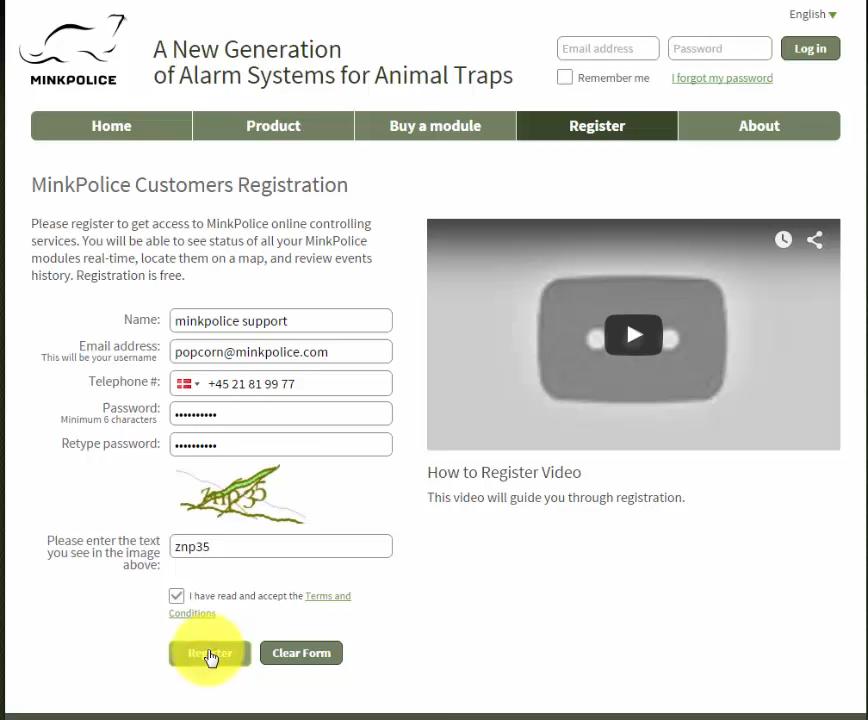 English
MINKPOLICE
A New Generation
of Alarm Systems for Animal Traps
Email address
Password
Log in
Remember me
I forgot my password
Home
Product
Buy a module
Register
About
MinkPolice Customers Registration
Please register to get access to MinkPolice online controlling
services. You will be able to see status of all your MinkPolice
modules real-time, locate them on a map, and review events
history. Registration is free.
Name:
minkpolice support
Email address:
This will be your username
popcorn@minkpolice.com
Telephone #:
+45 21 81 99 77
Password:
Minimum 6 characters
••••••••••
Retype password:
••••••••••
znp35
Please enter the text
you see in the image
above:
znp35
I have read and accept the Terms and
Conditions
Register
Clear Form
How to Register Video
This video will guide you through registration.